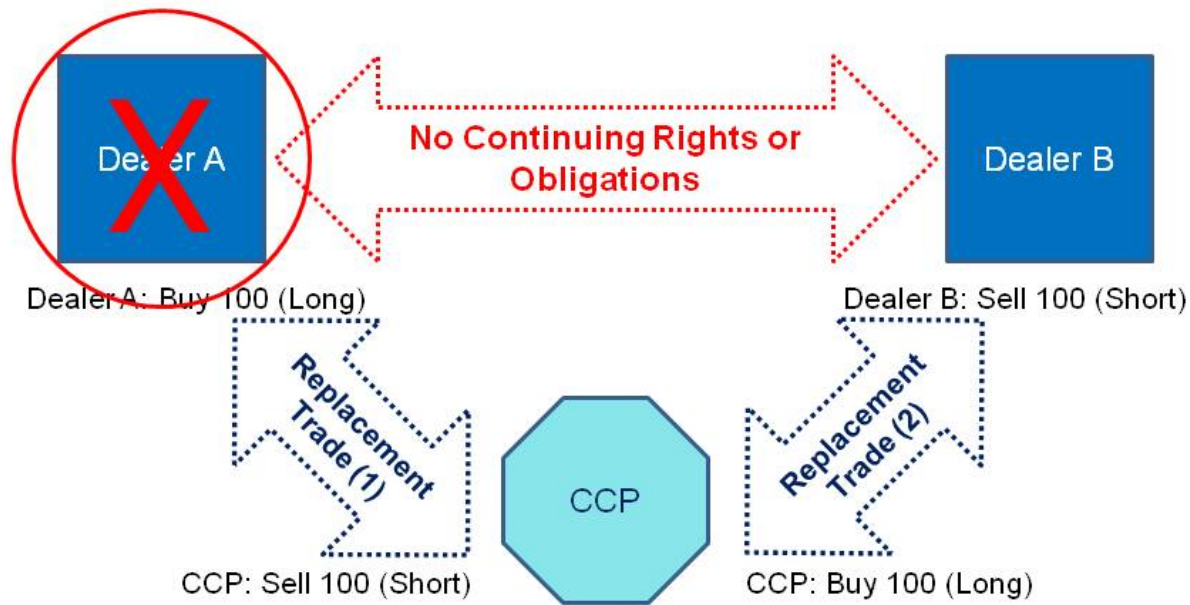 No Continuing Rights or
Obligations
X
Dealer A
Dealer B
Dealer A: Buy 100 (Long)
Dealer B: Sell 100 (Short)
Replacement
Trade (1)
Replacement
Trade (2)
CCP
CCP: Sell 100 (Short)
CCP: Buy 100 (Long)